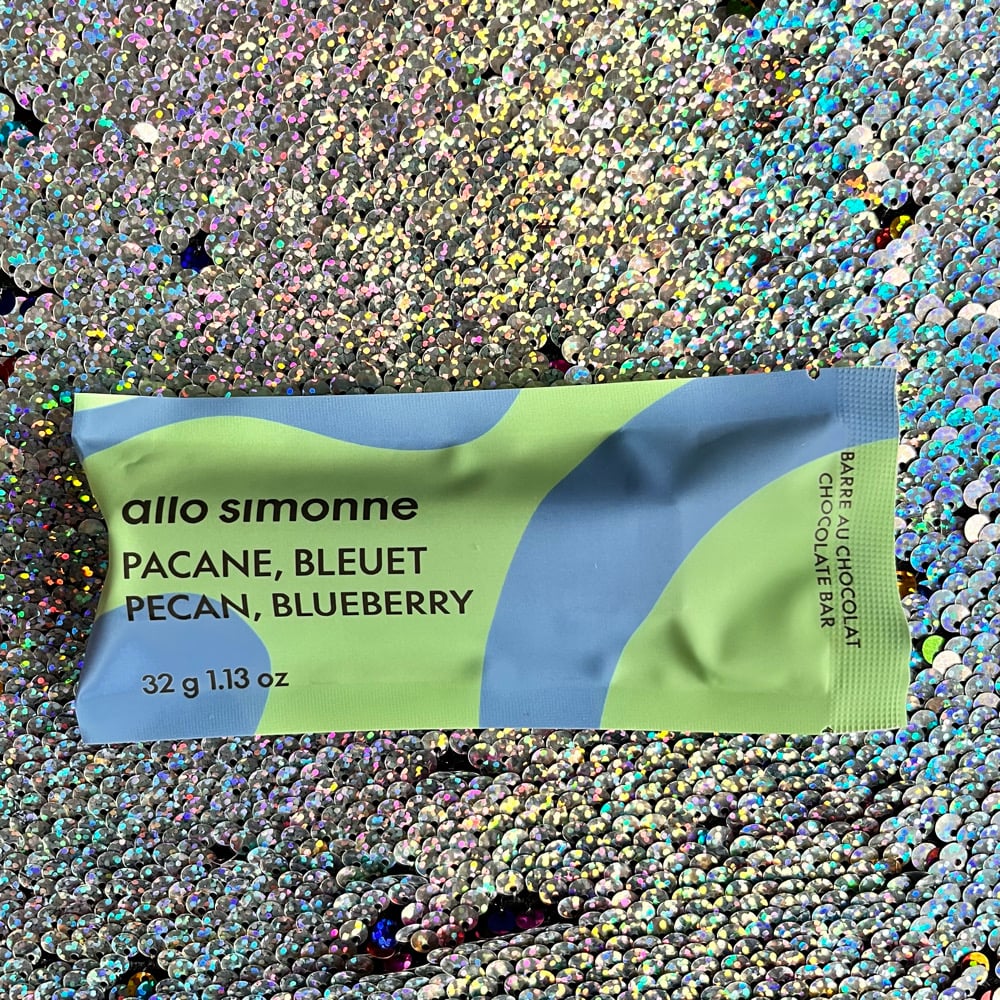 allo simonne
PACANE, BLEUET
PECAN, BLUEBERRY
32 g 1.13 oz
BARRE AU CHOCOLAT
CHOCOLATE BAR